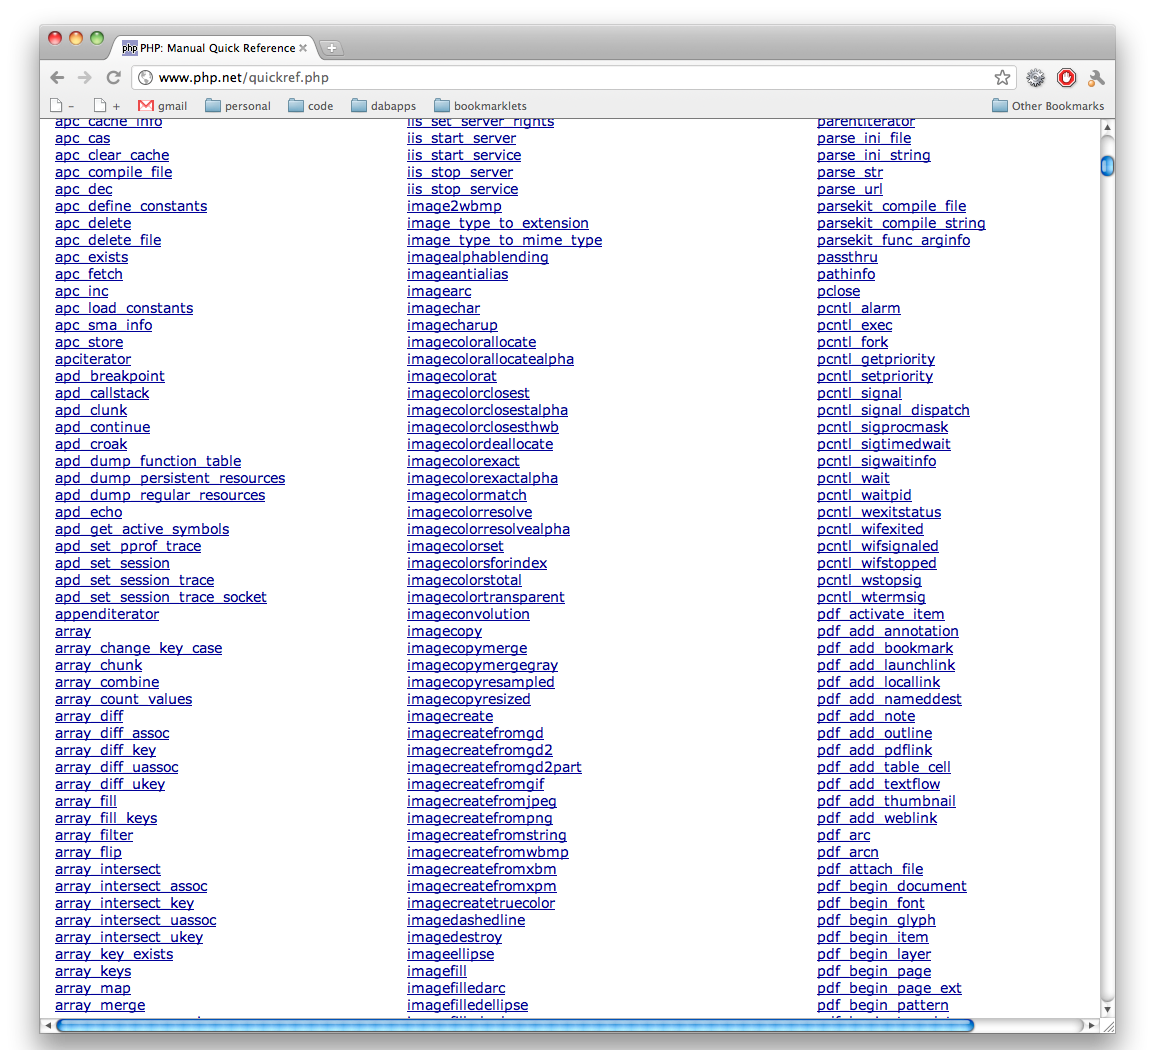 PHP: Manual Quick Reference
www.php.net/quickref.php
- + gmail personal code dabapps bookmarklets Other Bookmarks
apc_cache_info
apc_cas
apc_clear_cache
apc_compile_file
apc_dec
apc_define_constants
apc_delete
apc_delete_file
apc_exists
apc_fetch
apc_inc
apc_load_constants
apc_sma_info
apc_store
apciterator
apd_breakpoint
apd_callstack
apd_clunk
apd_continue
apd_croak
apd_dump_function_table
apd_dump_persistent_resources
apd_dump_regular_resources
apd_echo
apd_get_active_symbols
apd_set_pprof_trace
apd_set_session
apd_set_session_trace
apd_set_session_trace_socket
appenditerator
array
array_change_key_case
array_chunk
array_combine
array_count_values
array_diff
array_diff_assoc
array_diff_key
array_diff_uassoc
array_diff_ukey
array_fill
array_fill_keys
array_filter
array_flip
array_intersect
array_intersect_assoc
array_intersect_key
array_intersect_uassoc
array_intersect_ukey
array_key_exists
array_keys
array_map
array_merge
iis_set_server_rights
iis_start_server
iis_start_service
iis_stop_server
iis_stop_service
image2wbmp
image_type_to_extension
image_type_to_mime_type
imagealphablending
imageantialias
imagearc
imagechar
imagecharup
imagecolorallocate
imagecolorallocatealpha
imagecolorat
imagecolorclosest
imagecolorclosestalpha
imagecolorclosesthwb
imagecolordeallocate
imagecolorexact
imagecolorexactalpha
imagecolormatch
imagecolorresolve
imagecolorresolvealpha
imagecolorset
imagecolorsforindex
imagecolorstotal
imagecolortransparent
imageconvolution
imagecopy
imagecopymerge
imagecopymergegray
imagecopyresampled
imagecopyresized
imagecreate
imagecreatefromgd
imagecreatefromgd2
imagecreatefromgd2part
imagecreatefromgif
imagecreatefromjpeg
imagecreatefrompng
imagecreatefromstring
imagecreatefromwbmp
imagecreatefromxbm
imagecreatefromxpm
imagecreatetruecolor
imagedashedline
imagedestroy
imageellipse
imagefill
imagefilledarc
imagefilledellipse
parentiterator
parse_ini_file
parse_ini_string
parse_str
parse_url
parsekit_compile_file
parsekit_compile_string
parsekit_func_arginfo
passthru
pathinfo
pclose
pcntl_alarm
pcntl_exec
pcntl_fork
pcntl_getpriority
pcntl_setpriority
pcntl_signal
pcntl_signal_dispatch
pcntl_sigprocmask
pcntl_sigtimedwait
pcntl_sigwaitinfo
pcntl_wait
pcntl_waitpid
pcntl_wexitstatus
pcntl_wifexited
pcntl_wifsignaled
pcntl_wifstopped
pcntl_wstopsig
pcntl_wtermsig
pdf_activate_item
pdf_add_annotation
pdf_add_bookmark
pdf_add_launchlink
pdf_add_locallink
pdf_add_nameddest
pdf_add_note
pdf_add_outline
pdf_add_pdflink
pdf_add_table_cell
pdf_add_textflow
pdf_add_thumbnail
pdf_add_weblink
pdf_arc
pdf_arcn
pdf_attach_file
pdf_begin_document
pdf_begin_font
pdf_begin_glyph
pdf_begin_item
pdf_begin_layer
pdf_begin_page
pdf_begin_page_ext
pdf_begin_pattern